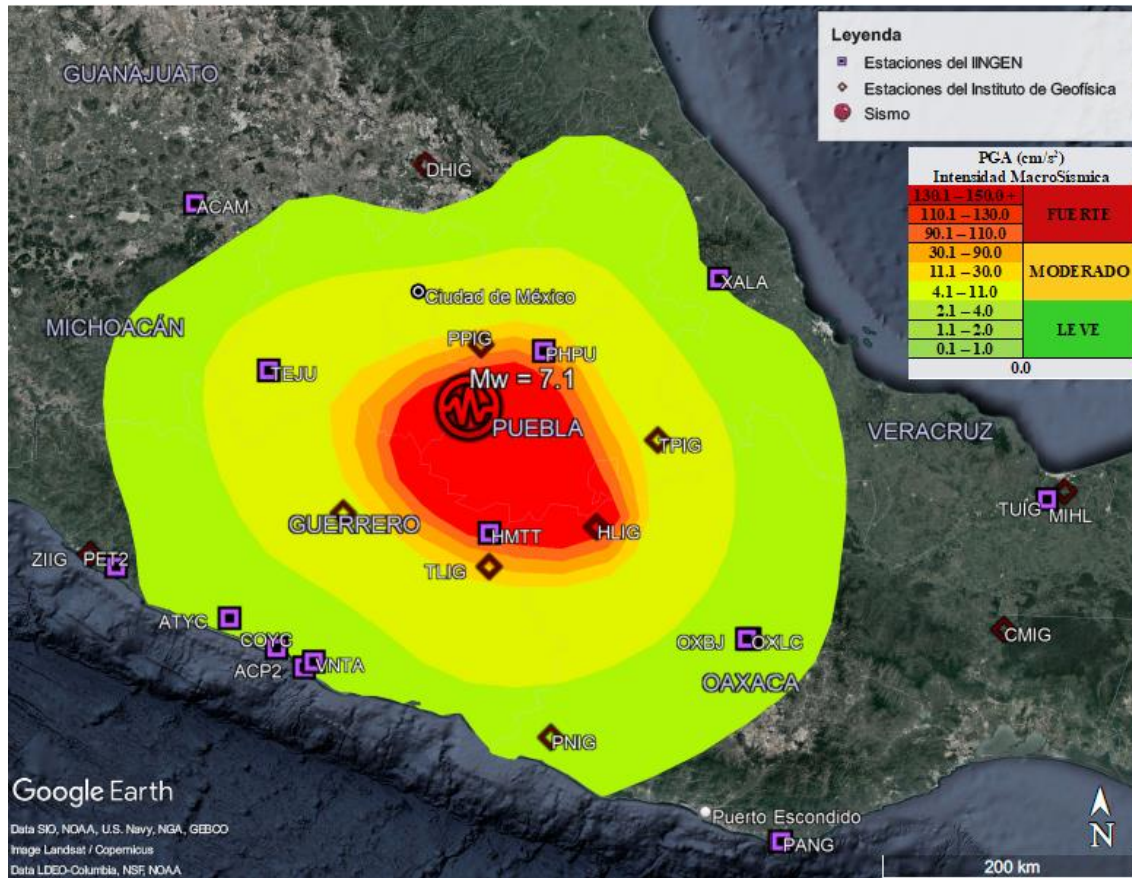 Leyenda
Estaciones del IINGEN
Estaciones del Instituto de Geofísica
Sismo
PGA (cm/s²)
Intensidad MacroSísmica
130.1 – 150.0 +
110.1 – 130.0
90.1 – 110.0
FUERTE
30.1 – 90.0
11.1 – 30.0
4.1 – 11.0
MODERADO
2.1 – 4.0
1.1 – 2.0
0.1 – 1.0
LEVE
0.0
GUANAJUATO
DHIG
ACAM
XALA
Ciudad de México
MICHOACÁN
PPIG
PHPU
TEJU
Mw = 7.1
PUEBLA
VERACRUZ
TPIG
TUIG
MIHL
GUERRERO
HMTT
HLIG
ZIIG
PET2
TLIG
ATYC
COYC
CMIG
OXBJ
OXLC
ACP2
VNTA
OAXACA
PNIG
Google Earth
Puerto Escondido
Data SIO, NOAA, U.S. Navy, NGA, GEBCO
Image Landsat / Copernicus
PANG
N
Data LDEO-Columbia, NSF, NOAA
200 km